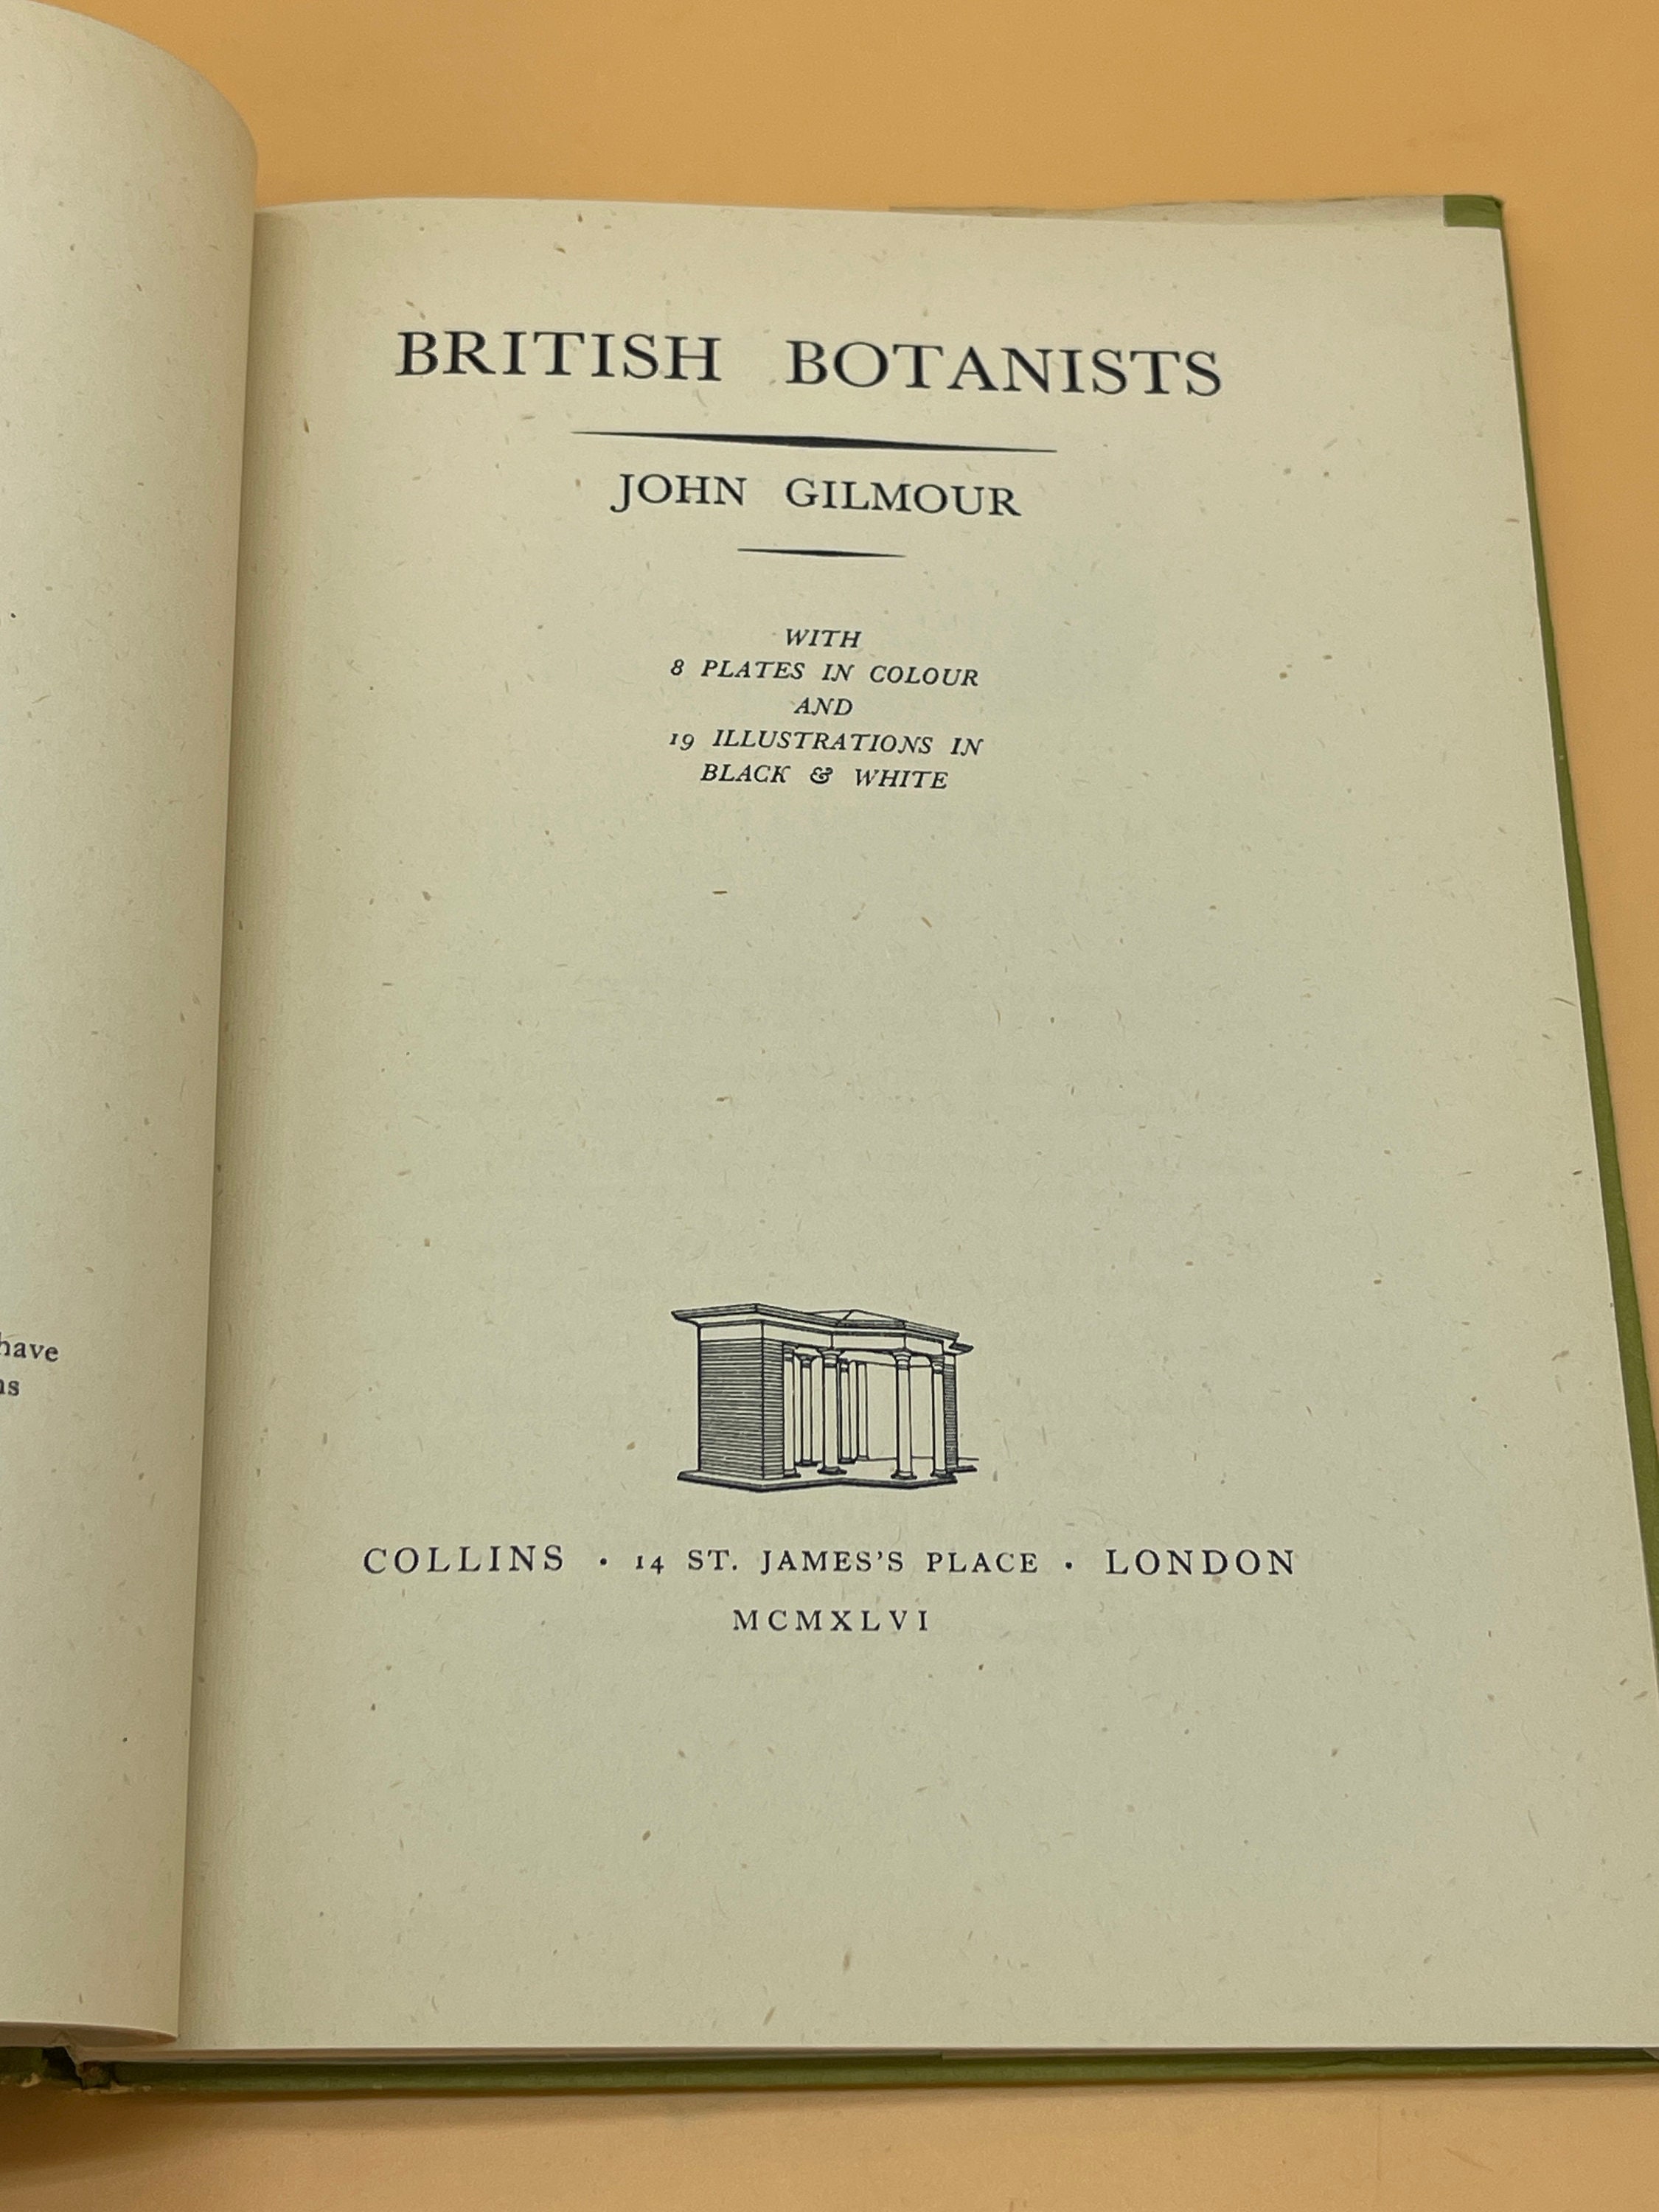 have
BRITISH BOTANISTS
JOHN GILMOUR
WITH
8 PLATES IN COLOUR
AND
19 ILLUSTRATIONS IN
BLACK & WHITE
COLLINS · 14 ST. JAMES'S PLACE · LONDON
MCMXLVI